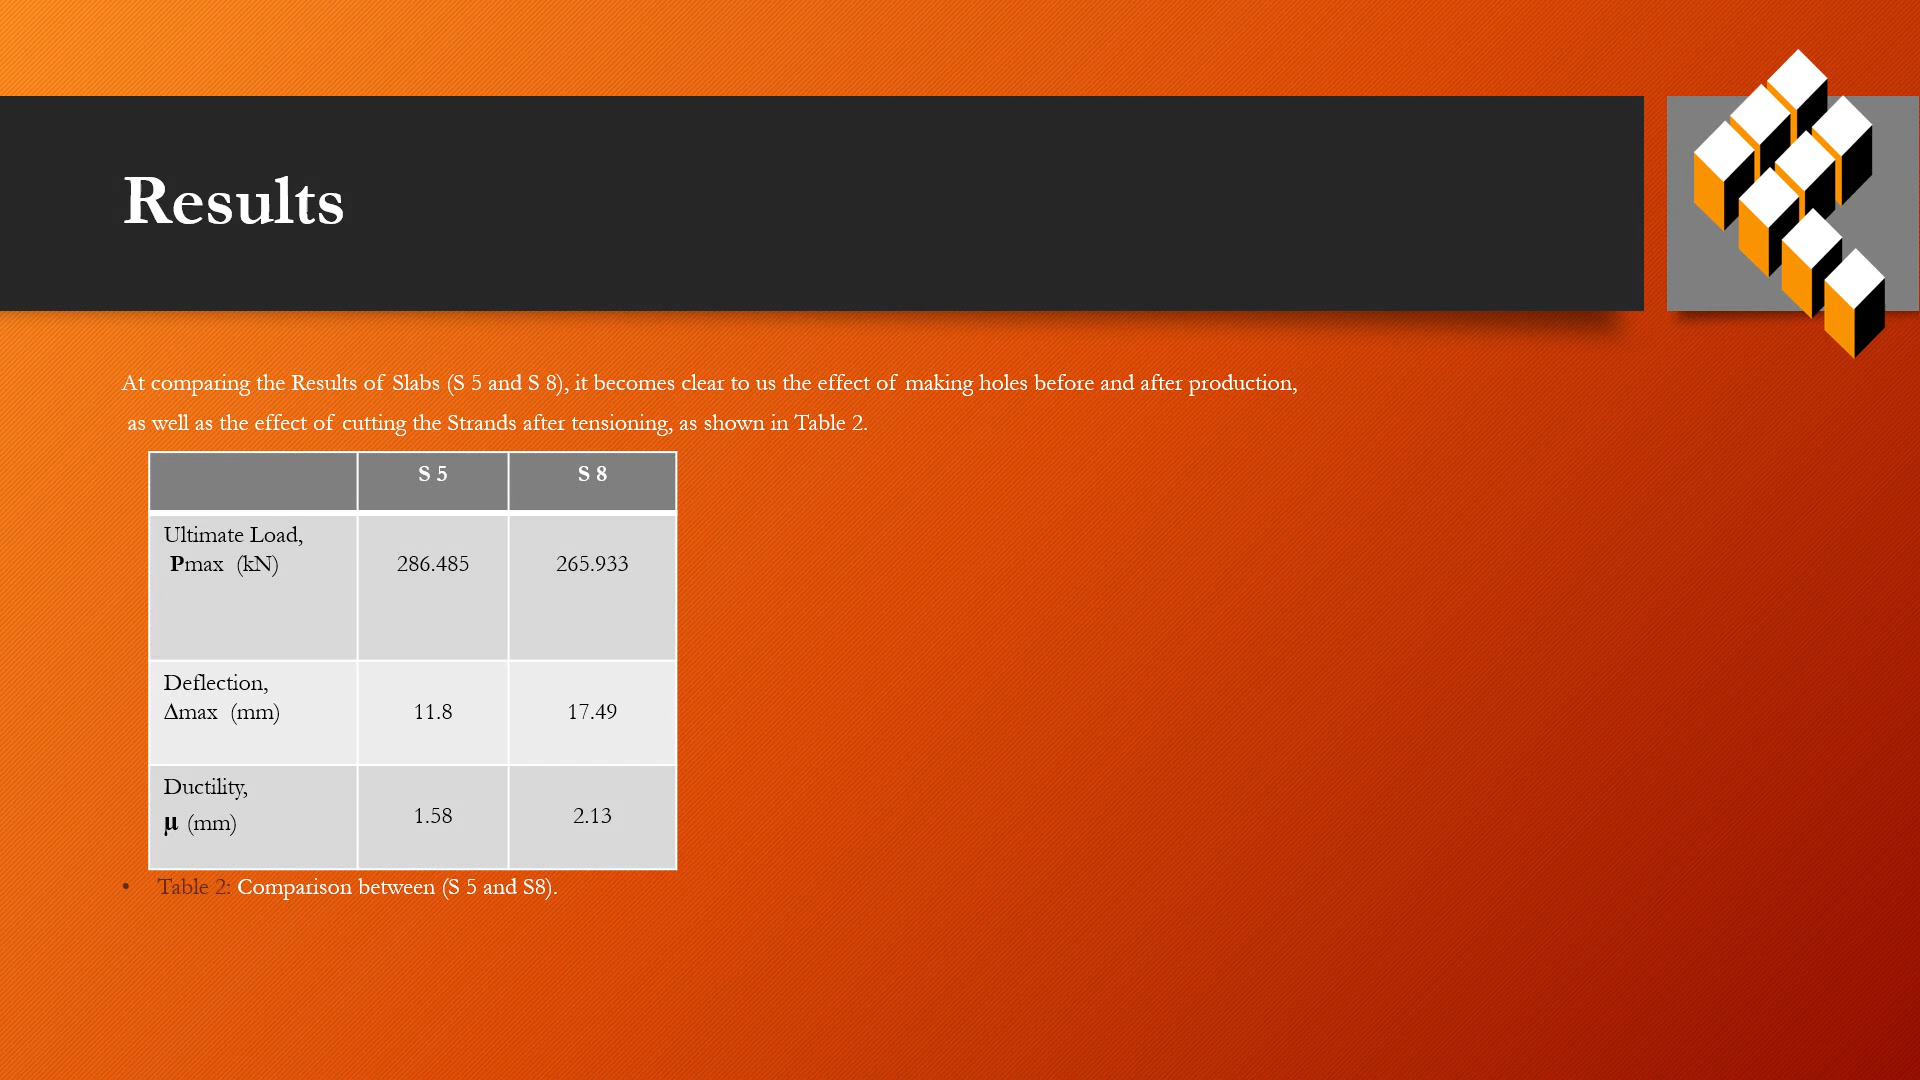 Results
At comparing the Results of Slabs (S 5 and S 8), it becomes clear to us the effect of making holes before and after production,
as well as the effect of cutting the Strands after tensioning, as shown in Table 2.
S 5 S 8
Ultimate Load,
Pmax (kN) 286.485 265.933
Deflection,
Δmax (mm) 11.8 17.49
Ductility,
μ (mm) 1.58 2.13
• Table 2: Comparison between (S 5 and S8).